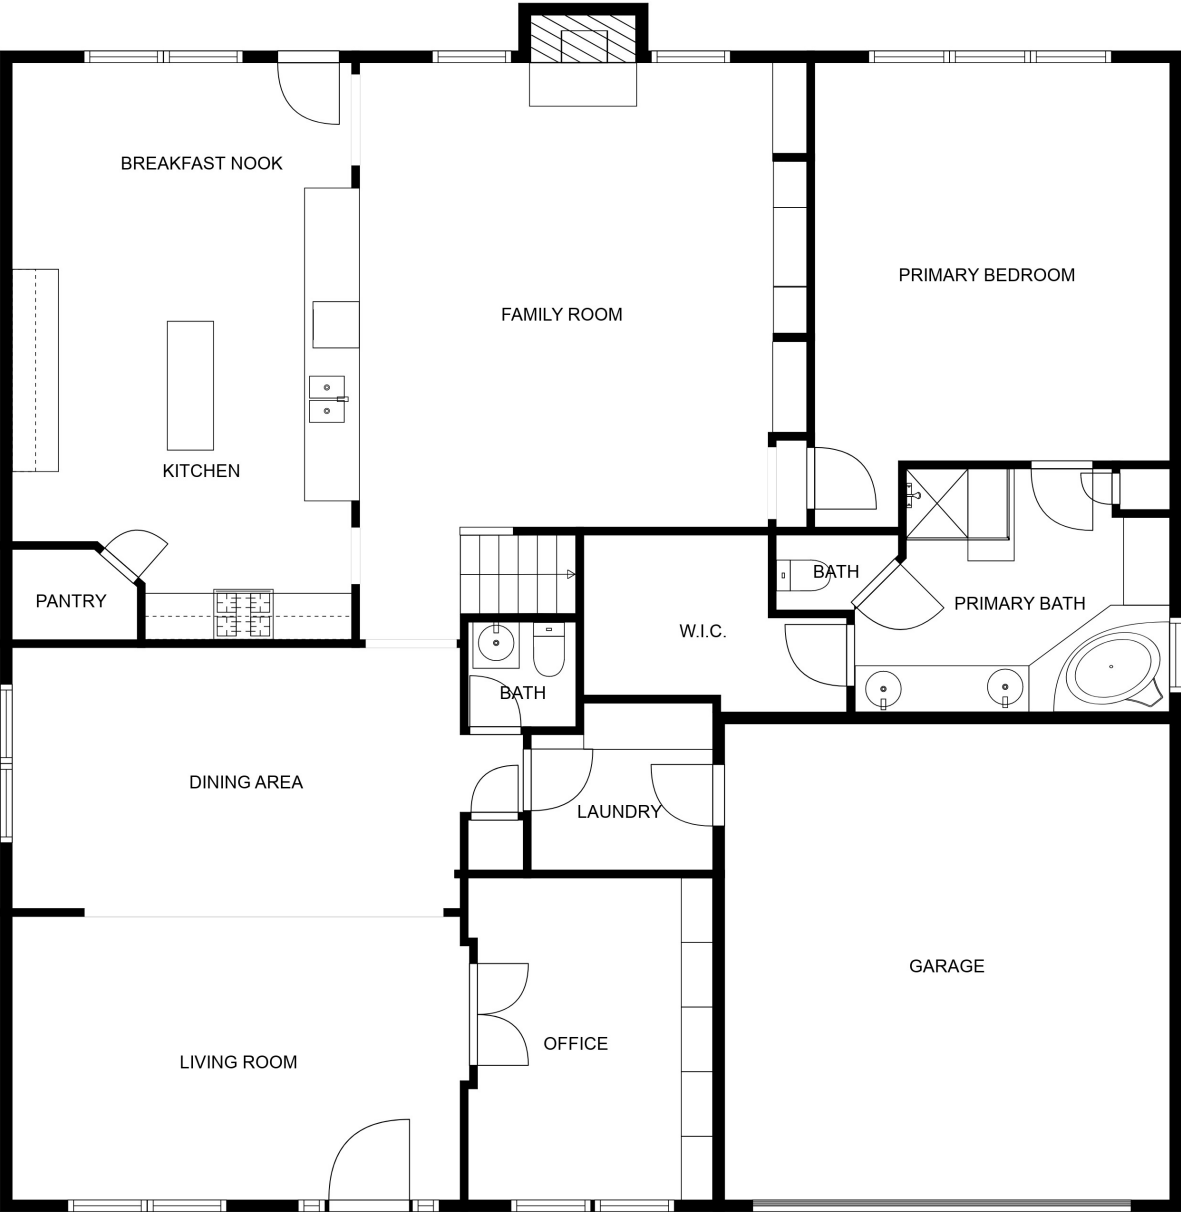 BREAKFAST NOOK
PRIMARY BEDROOM
FAMILY ROOM
KITCHEN
BATH
PANTRY
PRIMARY BATH
W.I.C.
BATH
DINING AREA
LAUNDRY
GARAGE
OFFICE
LIVING ROOM